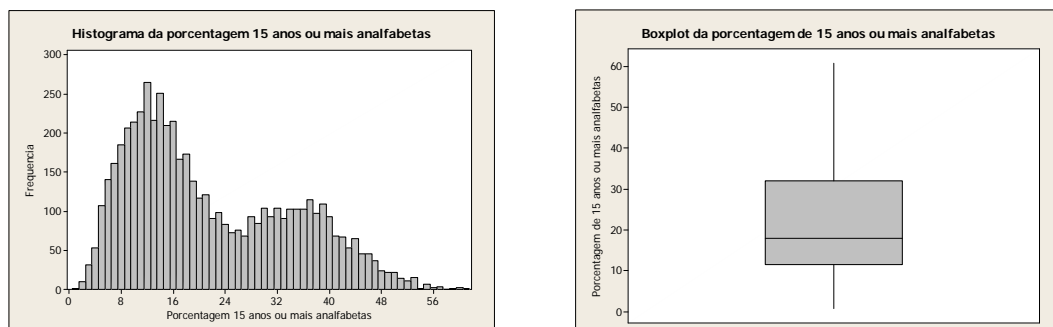 Histograma da porcentagem 15 anos ou mais analfabetas
300
250
200
150
100
50
0
Frequencia
0 8 16 24 32 40 48 56
Porcentagem 15 anos ou mais analfabetas
Boxplot da porcentagem de 15 anos ou mais analfabetas
60
50
40
30
20
10
0
Porcentagem de 15 anos ou mais analfabetas